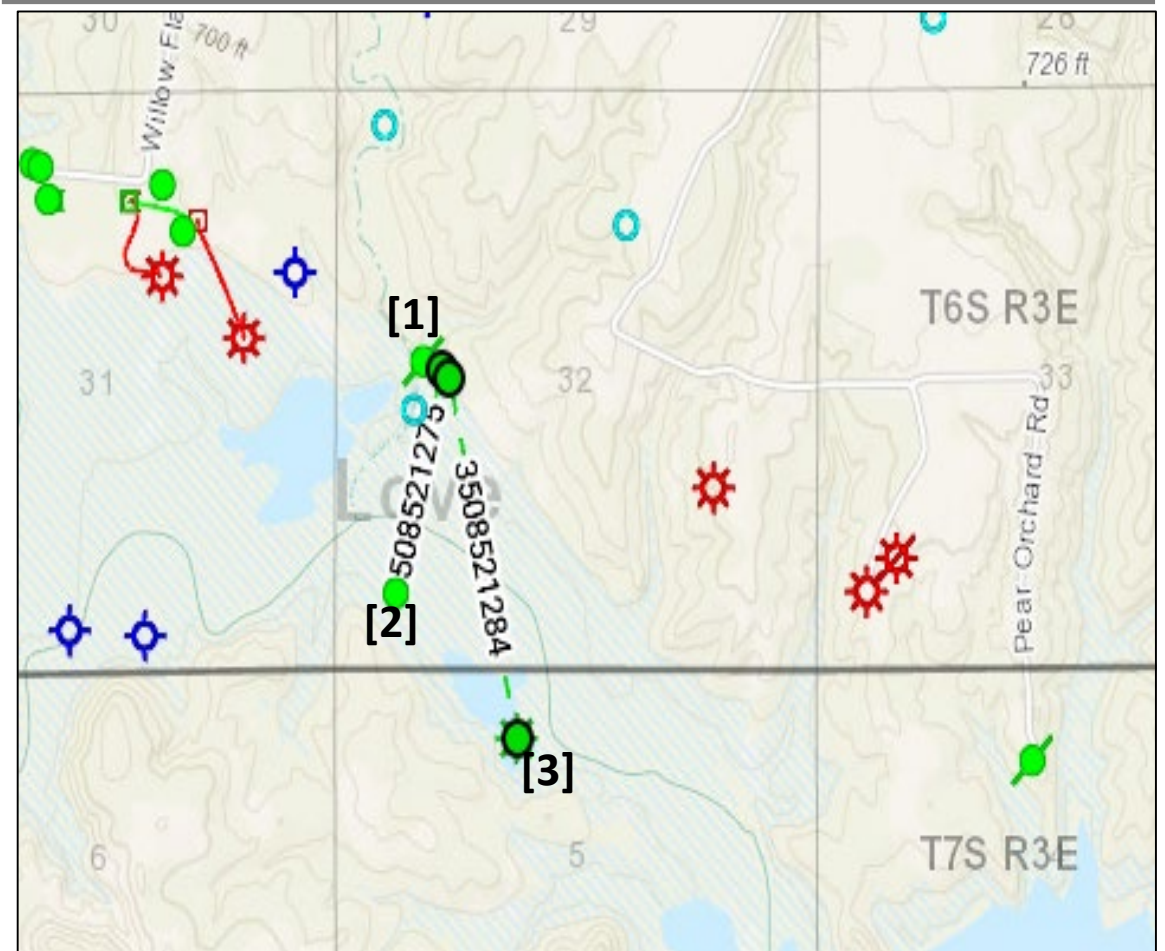 30
Willow Fla
700 ft
29
28
726 ft
T6S R3E
[1]
31
32
33
508521275
Love
3508521284
Pear Orchard Rd
[2]
[3]
6
5
T7S R3E